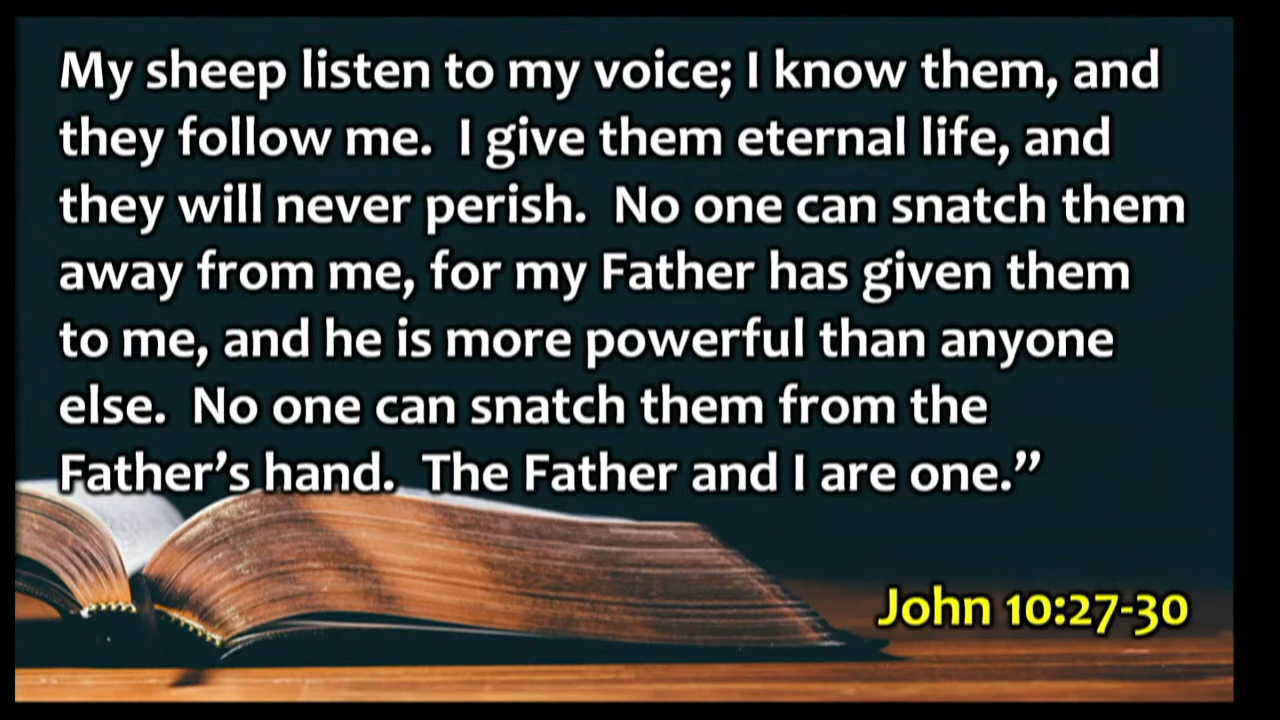 My sheep listen to my voice; I know them, and
they follow me.  I give them eternal life, and
they will never perish.  No one can snatch them
away from me, for my Father has given them
to me, and he is more powerful than anyone
else.  No one can snatch them from the
Father’s hand.  The Father and I are one.”
John 10:27-30